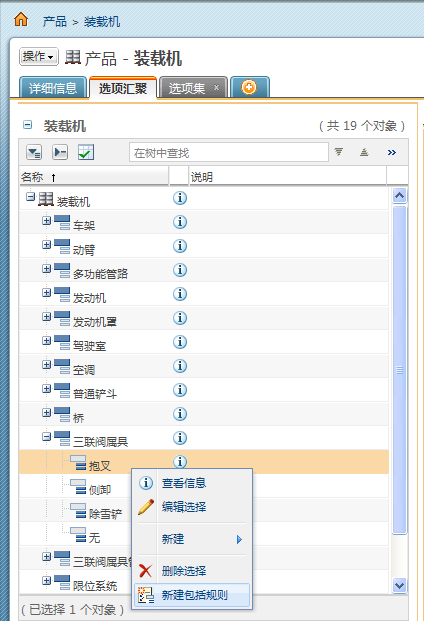 产品 > 装载机
操作 产品 - 装载机
详细信息 选项汇聚 选项集 x
装载机 ( 共 19 个对象 )
在树中查找 »
名称 ↑ 说明
装载机
车架
动臂
多功能管路
发动机
发动机罩
驾驶室
空调
普通铲斗
桥
三联阀属具
抱叉
侧卸
除雪铲
无
三联阀属具
限位系统
查看信息
编辑选择
新建
删除选择
新建包括规则
( 已选择 1 个对象 )